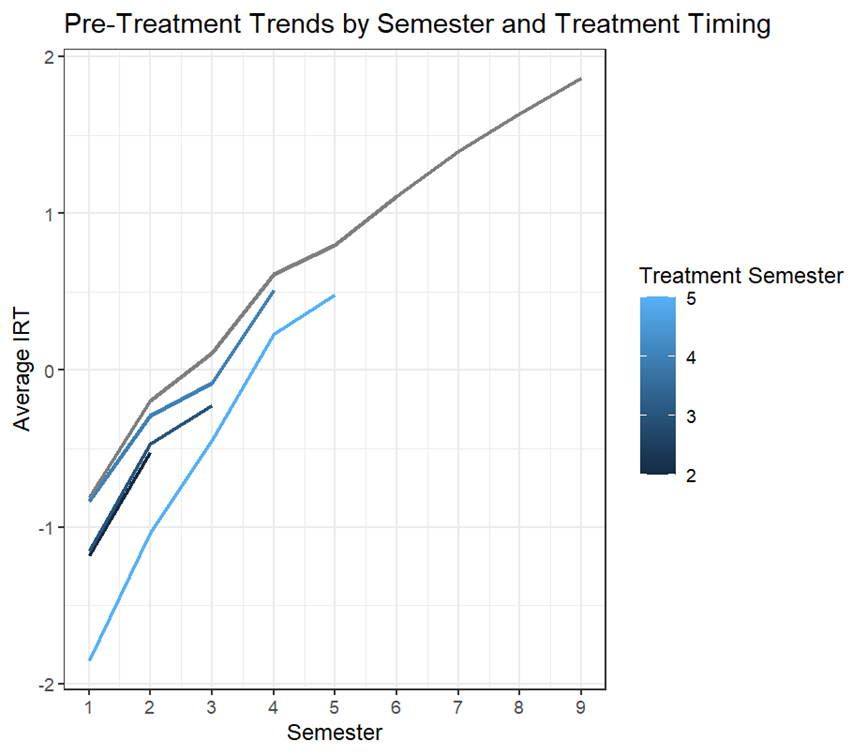 Pre-Treatment Trends by Semester and Treatment Timing
2
1
0
-1
-2
Average IRT
1 2 3 4 5 6 7 8 9
Semester
Treatment Semester
5
4
3
2